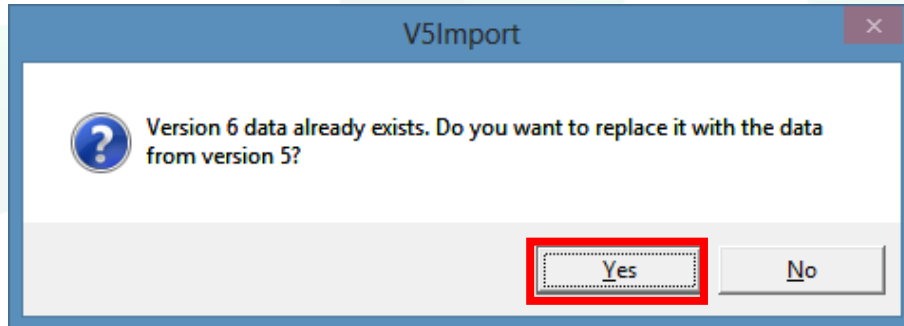 V5Import
Version 6 data already exists. Do you want to replace it with the data
from version 5?
Yes
No